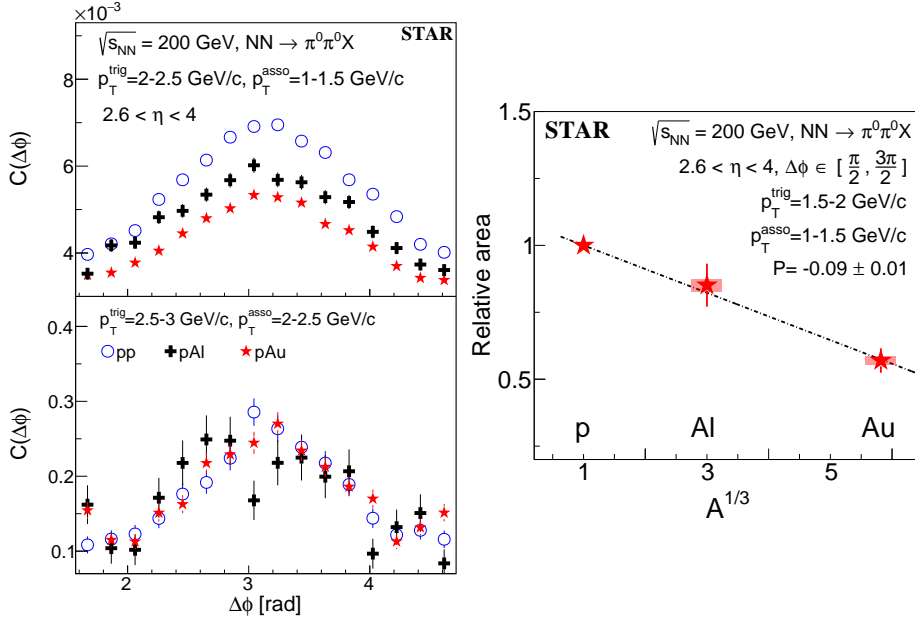 ×10⁻³
8
6
4
C(Δϕ)
STAR
√s_NN = 200 GeV, NN → π⁰π⁰X
p_T^trig=2-2.5 GeV/c, p_T^asso=1-1.5 GeV/c
2.6 < η < 4
0.4
0.3
0.2
0.1
C(Δϕ)
p_T^trig=2.5-3 GeV/c, p_T^asso=2-2.5 GeV/c
pp pAl pAu
2 3 4
Δϕ [rad]
1.5
1
0.5
Relative area
STAR
√s_NN = 200 GeV, NN → π⁰π⁰X
2.6 < η < 4, Δϕ ∈ [π/2, 3π/2]
p_T^trig=1.5-2 GeV/c
p_T^asso=1-1.5 GeV/c
P= -0.09 ± 0.01
p Al Au
1 3 5
A^1/3